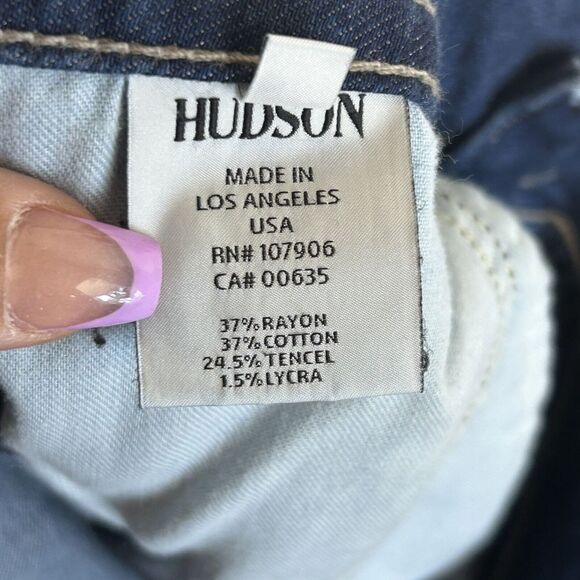 HUDSON
MADE IN
LOS ANGELES
USA
RN# 107906
CA# 00635
37% RAYON
37% COTTON
24.5% TENCEL
1.5% LYCRA